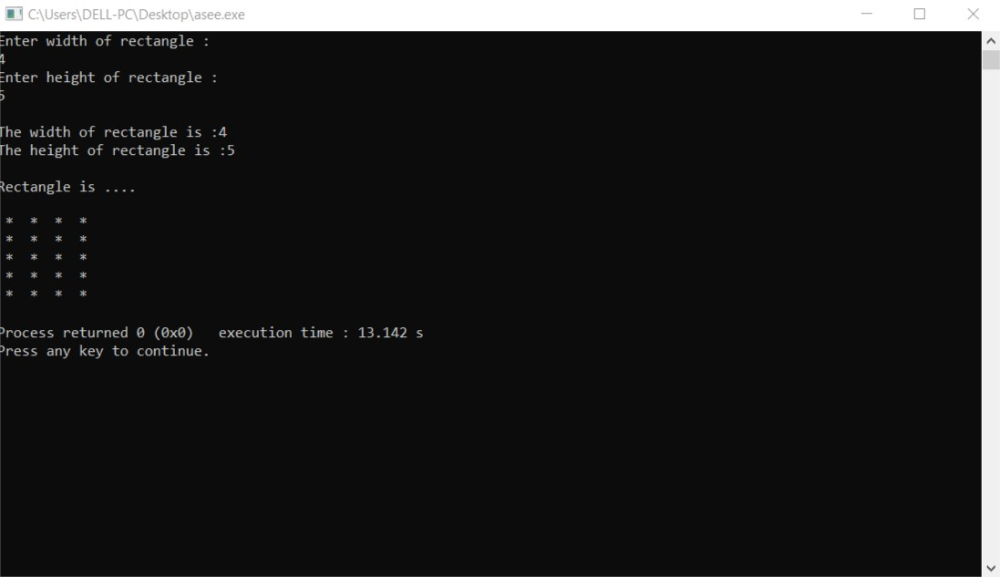 C:\Users\DELL-PC\Desktop\asee.exe
Enter width of rectangle :
4
Enter height of rectangle :
5
The width of rectangle is :4
The height of rectangle is :5
Rectangle is ....
 *  *  *  *
 *  *  *  *
 *  *  *  *
 *  *  *  *
 *  *  *  *
Process returned 0 (0x0)   execution time : 13.142 s
Press any key to continue.